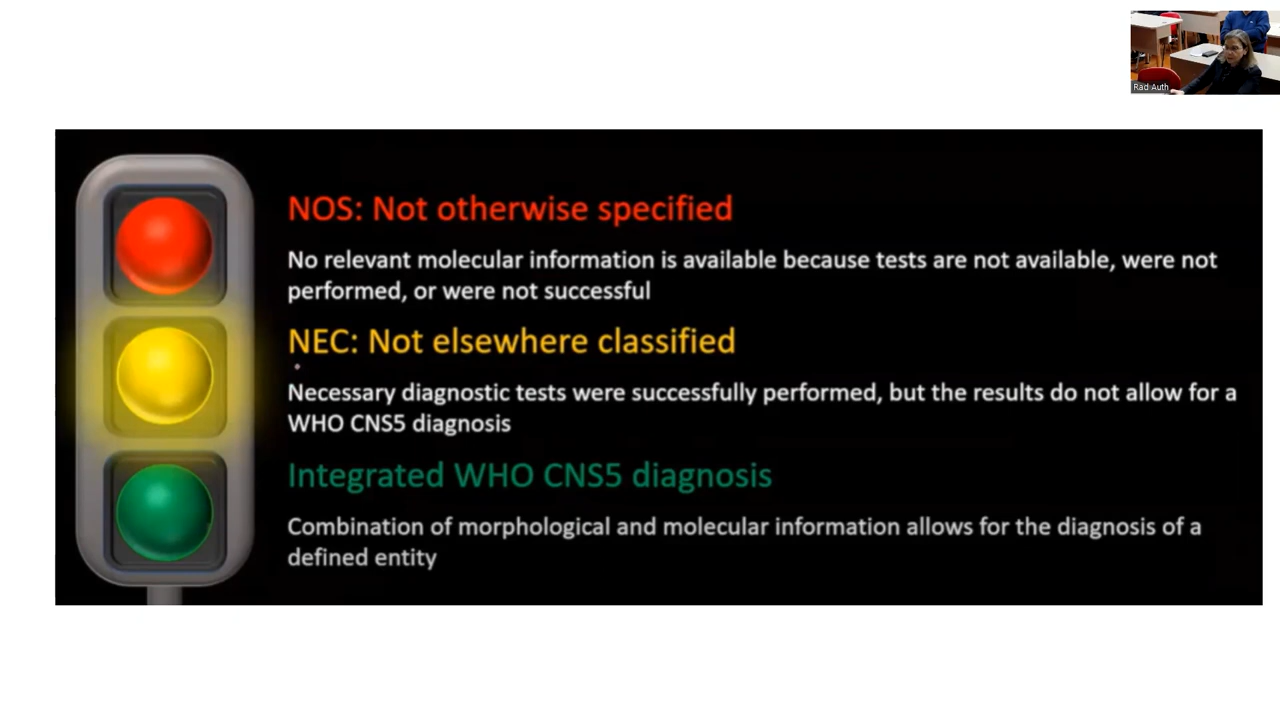 Rad Auth
NOS: Not otherwise specified
No relevant molecular information is available because tests are not available, were not
performed, or were not successful
NEC: Not elsewhere classified
Necessary diagnostic tests were successfully performed, but the results do not allow for a
WHO CNS5 diagnosis
Integrated WHO CNS5 diagnosis
Combination of morphological and molecular information allows for the diagnosis of a
defined entity